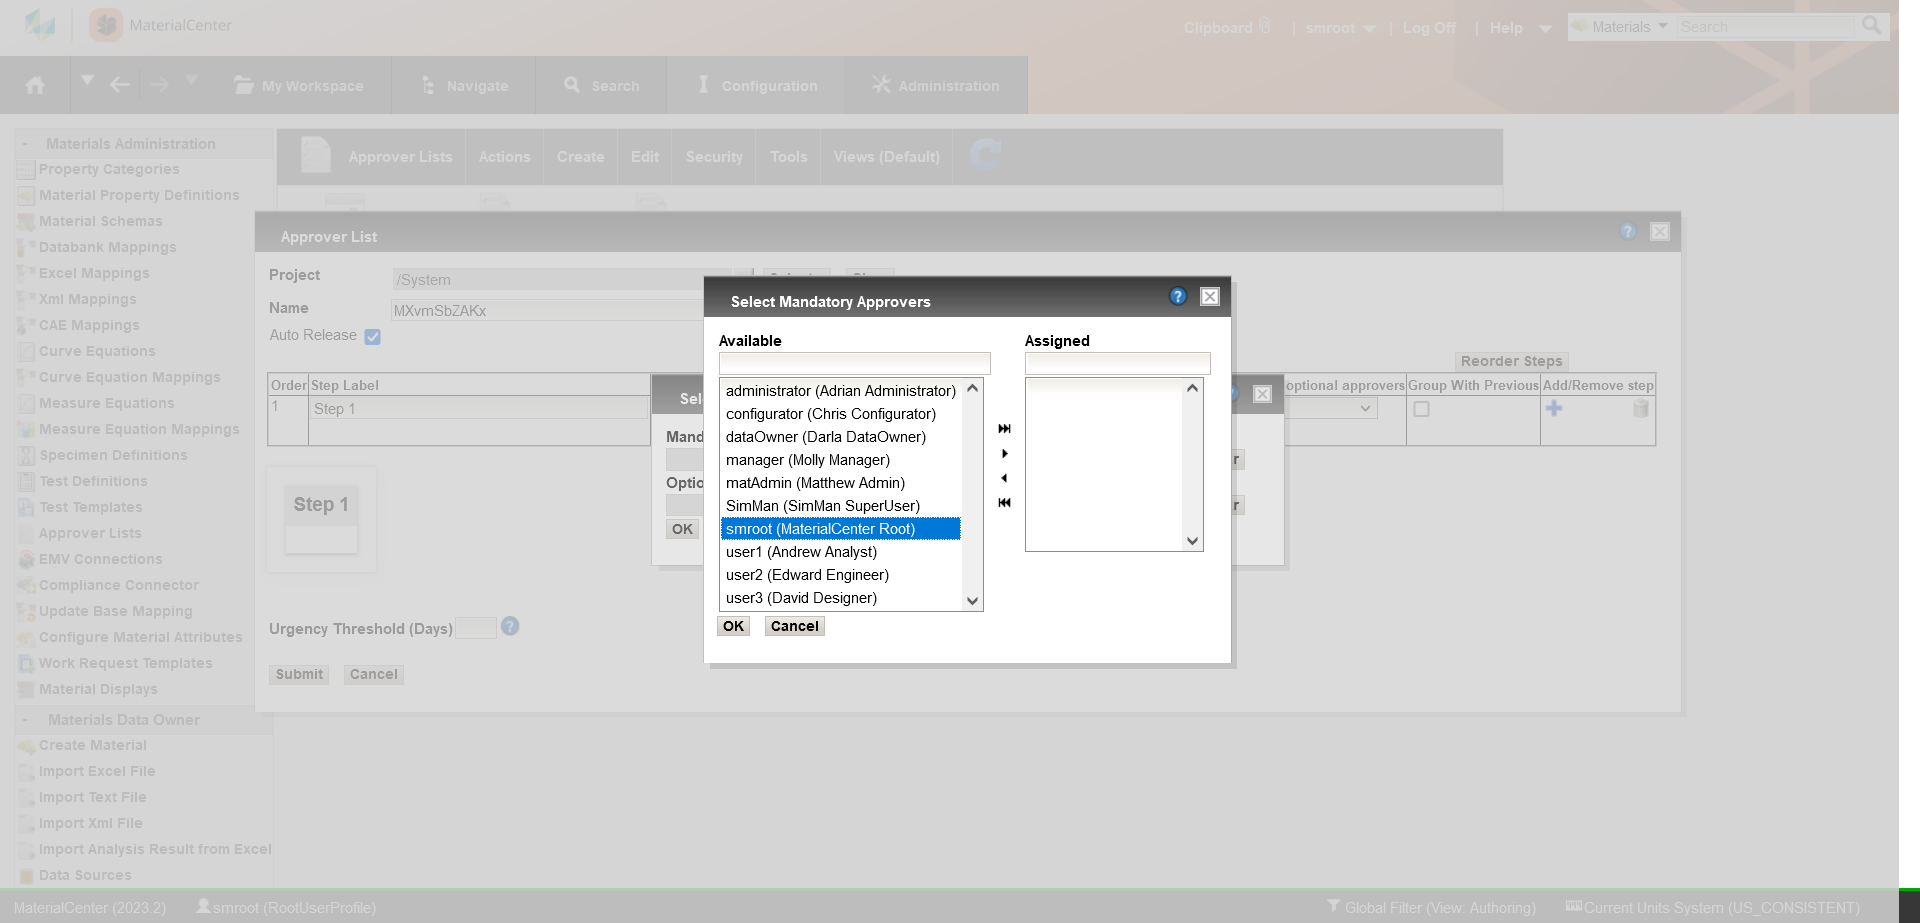 MaterialCenter
Clipboard | smroot | Log Off | Help
Materials Search
My Workspace Navigate Search Configuration Administration
- Materials Administration
Property Categories
Material Property Definitions
Material Schemas
Databank Mappings
Excel Mappings
Xml Mappings
CAE Mappings
Curve Equations
Curve Equation Mappings
Measure Equations
Measure Equation Mappings
Specimen Definitions
Test Definitions
Test Templates
Approver Lists
EMV Connections
Compliance Connector
Update Base Mapping
Configure Material Attributes
Work Request Templates
Material Displays
- Materials Data Owner
Create Material
Import Excel File
Import Text File
Import Xml File
Import Analysis Result from Excel
Data Sources
Approver Lists Actions Create Edit Security Tools Views (Default)
Approver List
Project /System
Name MXvmSbZAKx
Auto Release
Reorder Steps
Order Step Label optional approvers Group With Previous Add/Remove step
1 Step 1
Step 1
Urgency Threshold (Days)
Submit Cancel
OK
Select Mandatory Approvers
Available Assigned
administrator (Adrian Administrator)
configurator (Chris Configurator)
dataOwner (Darla DataOwner)
manager (Molly Manager)
matAdmin (Matthew Admin)
SimMan (SimMan SuperUser)
smroot (MaterialCenter Root)
user1 (Andrew Analyst)
user2 (Edward Engineer)
user3 (David Designer)
OK Cancel
MaterialCenter (2023.2) smroot (RootUserProfile) Global Filter (View: Authoring) Current Units System (US_CONSISTENT)